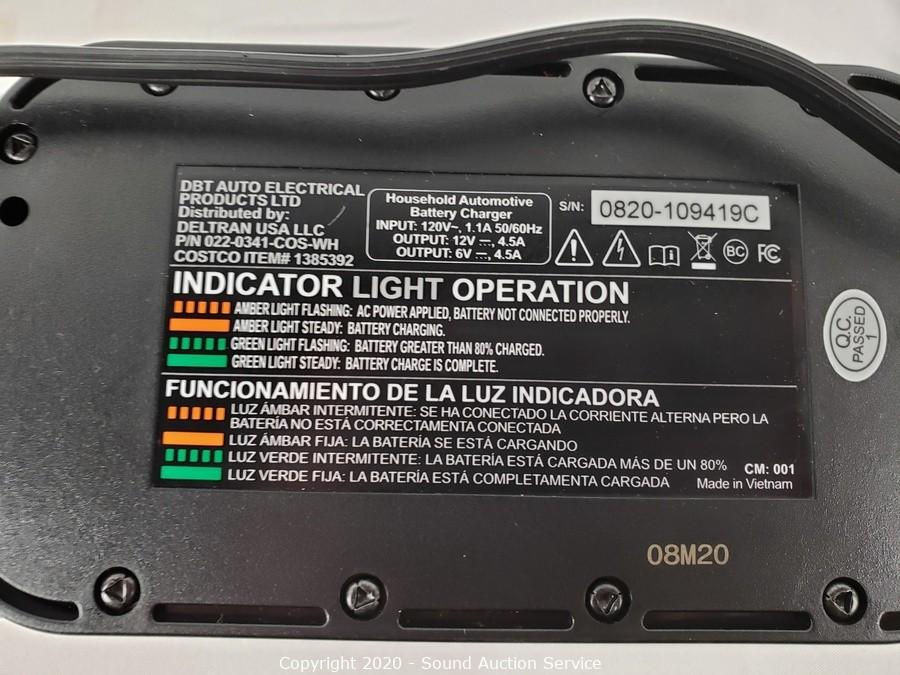 DBT AUTO ELECTRICAL
PRODUCTS LTD
Distributed by:
DELTRAN USA LLC
P/N 022-0341-COS-WH
COSTCO ITEM# 1385392
Household Automotive
Battery Charger
INPUT: 120V~, 1.1A 50/60Hz
OUTPUT: 12V ⎓, 4.5A
OUTPUT: 6V ⎓, 4.5A
S/N: 0820-109419C
BC FC
INDICATOR LIGHT OPERATION
AMBER LIGHT FLASHING: AC POWER APPLIED, BATTERY NOT CONNECTED PROPERLY.
AMBER LIGHT STEADY: BATTERY CHARGING.
GREEN LIGHT FLASHING: BATTERY GREATER THAN 80% CHARGED.
GREEN LIGHT STEADY: BATTERY CHARGE IS COMPLETE.
FUNCIONAMIENTO DE LA LUZ INDICADORA
LUZ ÁMBAR INTERMITENTE: SE HA CONECTADO LA CORRIENTE ALTERNA PERO LA
BATERÍA NO ESTÁ CORRECTAMENTE CONECTADA
LUZ ÁMBAR FIJA: LA BATERÍA SE ESTÁ CARGANDO
LUZ VERDE INTERMITENTE: LA BATERÍA ESTÁ CARGADA MÁS DE UN 80%
LUZ VERDE FIJA: LA BATERÍA ESTÁ COMPLETAMENTE CARGADA
CM: 001
Made in Vietnam
Q.C.
PASSED
1
08M20
Copyright 2020 - Sound Auction Service